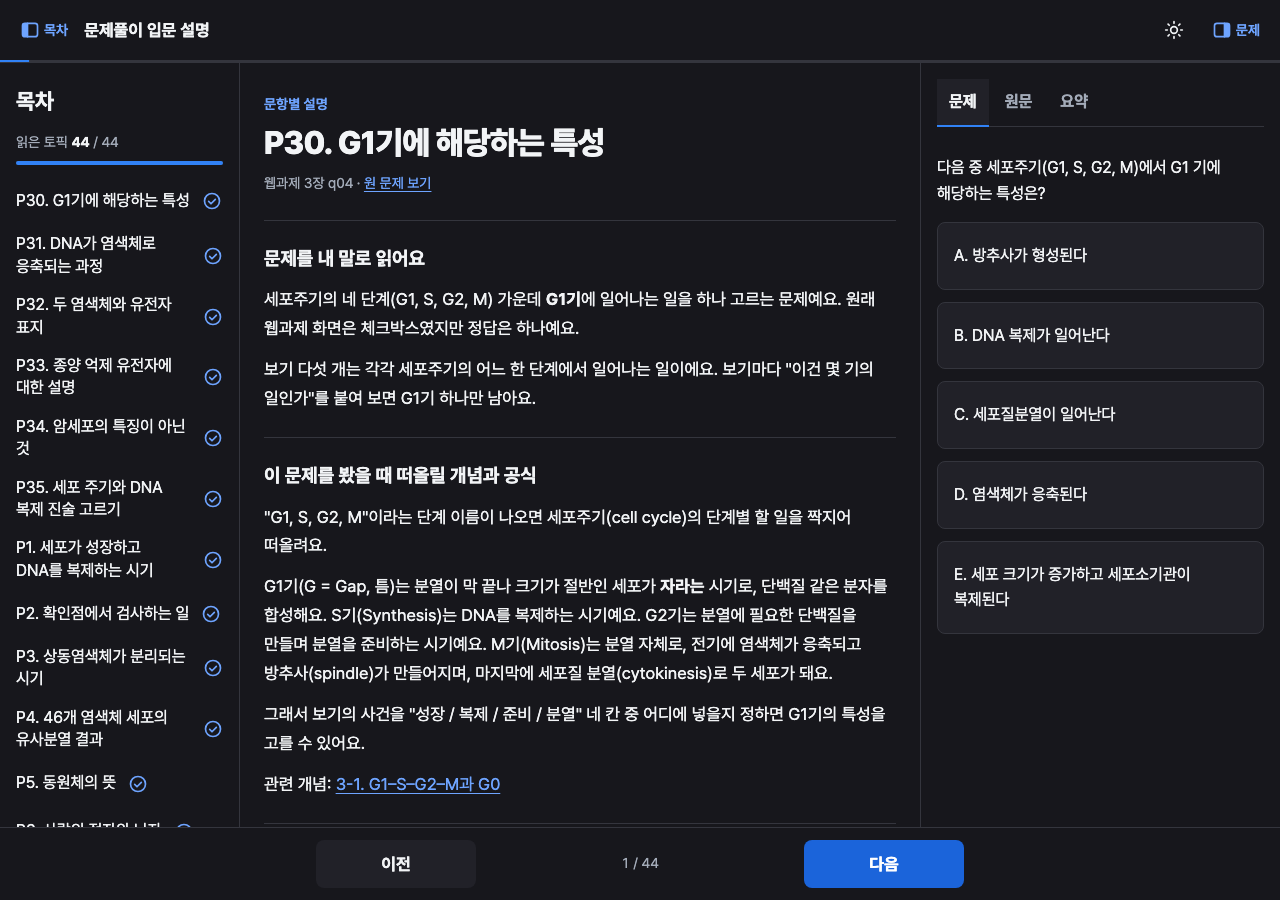 목차
문제풀이 입문 설명
문제
목차
읽은 토픽 44 / 44
P30. G1기에 해당하는 특성
P31. DNA가 염색체로
응축되는 과정
P32. 두 염색체와 유전자
표지
P33. 종양 억제 유전자에
대한 설명
P34. 암세포의 특징이 아닌
것
P35. 세포 주기와 DNA
복제 진술 고르기
P1. 세포가 성장하고
DNA를 복제하는 시기
P2. 확인점에서 검사하는 일
P3. 상동염색체가 분리되는
시기
P4. 46개 염색체 세포의
유사분열 결과
P5. 동원체의 뜻
문항별 설명
P30. G1기에 해당하는 특성
웹과제 3장 q04 · 원 문제 보기
문제를 내 말로 읽어요
세포주기의 네 단계(G1, S, G2, M) 가운데 G1기에 일어나는 일을 하나 고르는 문제예요. 원래
웹과제 화면은 체크박스였지만 정답은 하나예요.
보기 다섯 개는 각각 세포주기의 어느 한 단계에서 일어나는 일이에요. 보기마다 "이건 몇 기의
일인가"를 붙여 보면 G1기 하나만 남아요.
이 문제를 봤을 때 떠올릴 개념과 공식
"G1, S, G2, M"이라는 단계 이름이 나오면 세포주기(cell cycle)의 단계별 할 일을 짝지어
떠올려요.
G1기(G = Gap, 틈)는 분열이 막 끝나 크기가 절반인 세포가 자라는 시기로, 단백질 같은 분자를
합성해요. S기(Synthesis)는 DNA를 복제하는 시기예요. G2기는 분열에 필요한 단백질을
만들며 분열을 준비하는 시기예요. M기(Mitosis)는 분열 자체로, 전기에 염색체가 응축되고
방추사(spindle)가 만들어지며, 마지막에 세포질 분열(cytokinesis)로 두 세포가 돼요.
그래서 보기의 사건을 "성장 / 복제 / 준비 / 분열" 네 칸 중 어디에 넣을지 정하면 G1기의 특성을
고를 수 있어요.
관련 개념: 3-1. G1–S–G2–M과 G0
문제 원문 요약
다음 중 세포주기(G1, S, G2, M)에서 G1 기에
해당하는 특성은?
A. 방추사가 형성된다
B. DNA 복제가 일어난다
C. 세포질분열이 일어난다
D. 염색체가 응축된다
E. 세포 크기가 증가하고 세포소기관이
복제된다
이전
1 / 44
다음